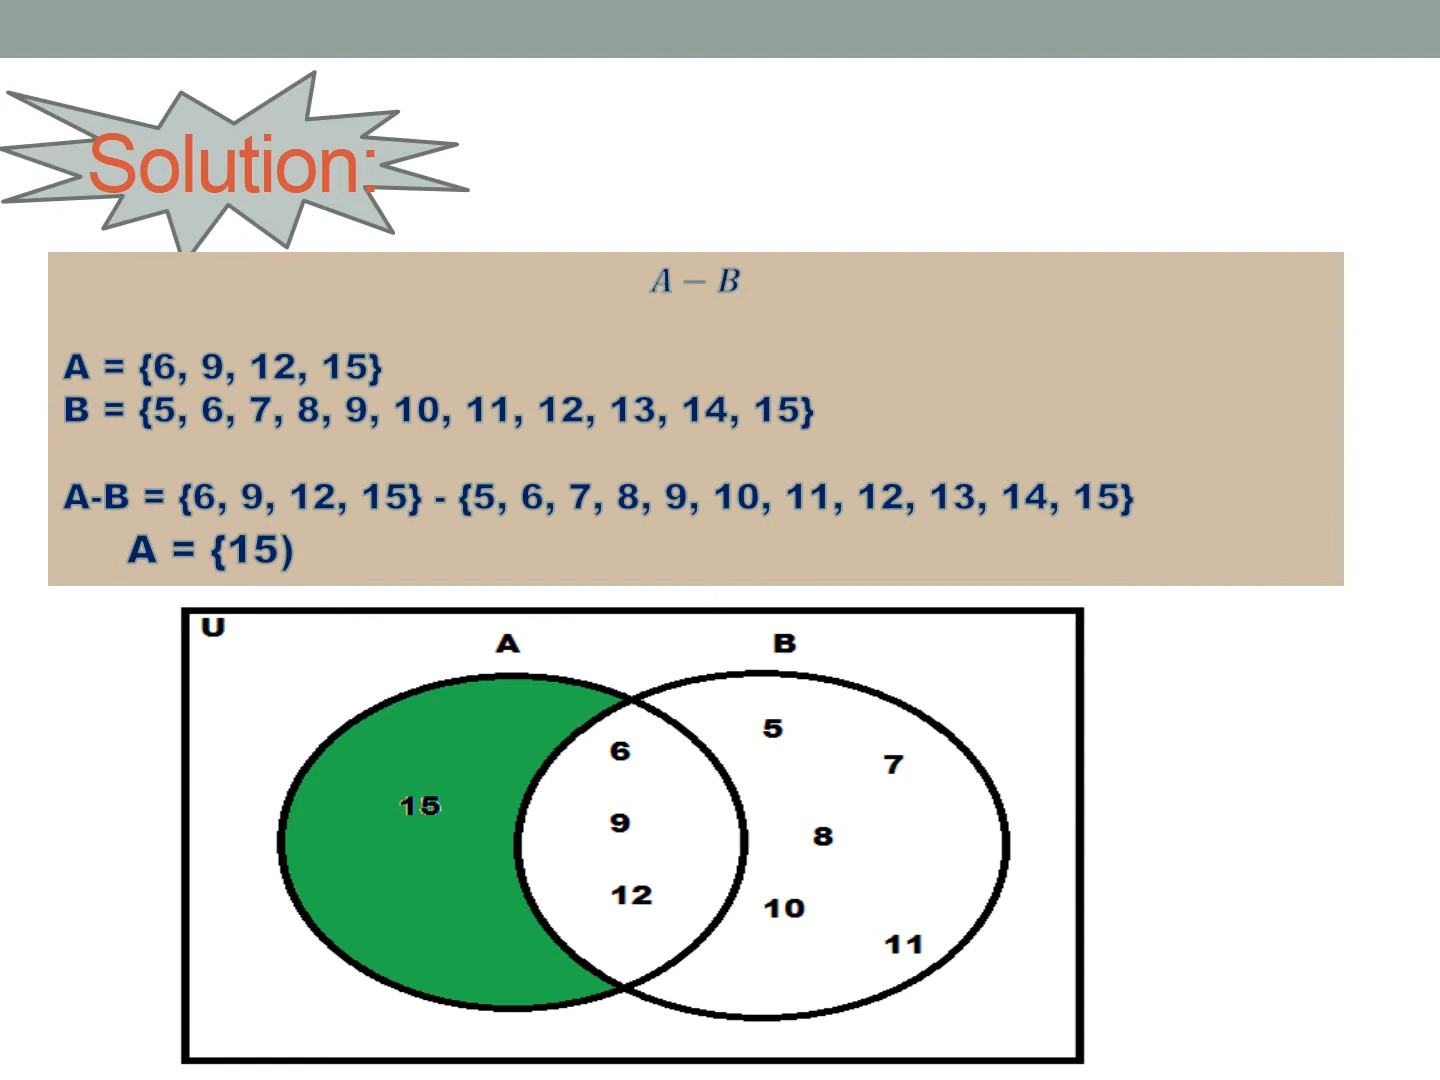 Solution:
A − B
A = {6, 9, 12, 15}
B = {5, 6, 7, 8, 9, 10, 11, 12, 13, 14, 15}
A-B = {6, 9, 12, 15} - {5, 6, 7, 8, 9, 10, 11, 12, 13, 14, 15}
A = {15)
U
A B
5
6
7
15
9
8
12
10
11